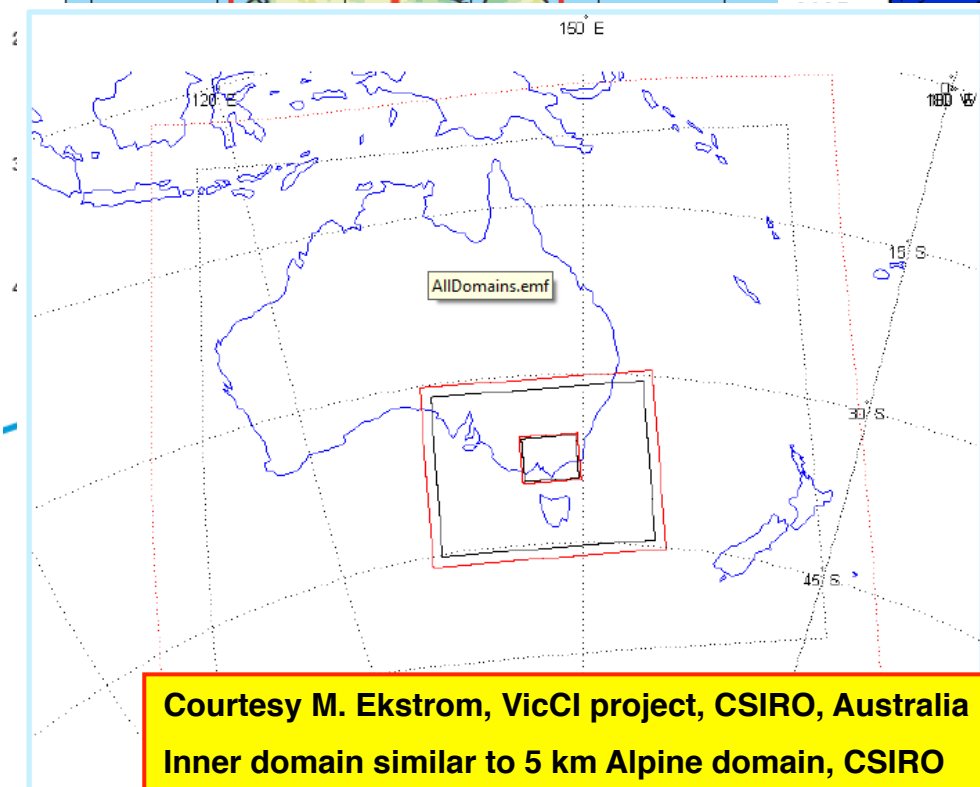 150° E
120° E
15° S
AllDomains.emf
30° S
45° S
Courtesy M. Ekstrom, VicCI project, CSIRO, Australia
Inner domain similar to 5 km Alpine domain, CSIRO